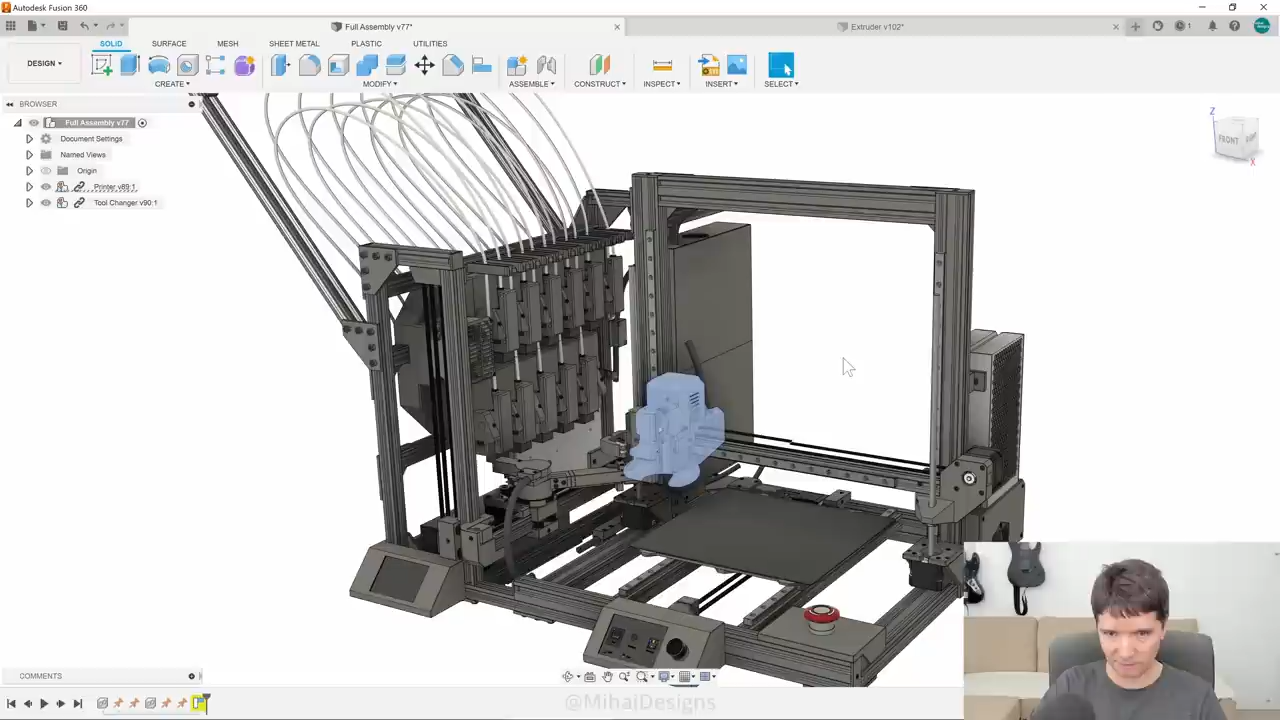 Autodesk Fusion 360
Full Assembly v77*
Extruder v102*
1
SOLID
SURFACE
MESH
SHEET METAL
PLASTIC
UTILITIES
DESIGN
CREATE
MODIFY
ASSEMBLE
CONSTRUCT
INSPECT
INSERT
SELECT
BROWSER
Full Assembly v77
Document Settings
Named Views
Origin
Printer v89:1
Tool Changer v90:1
Z
FRONT
X
COMMENTS
@MihaiDesigns